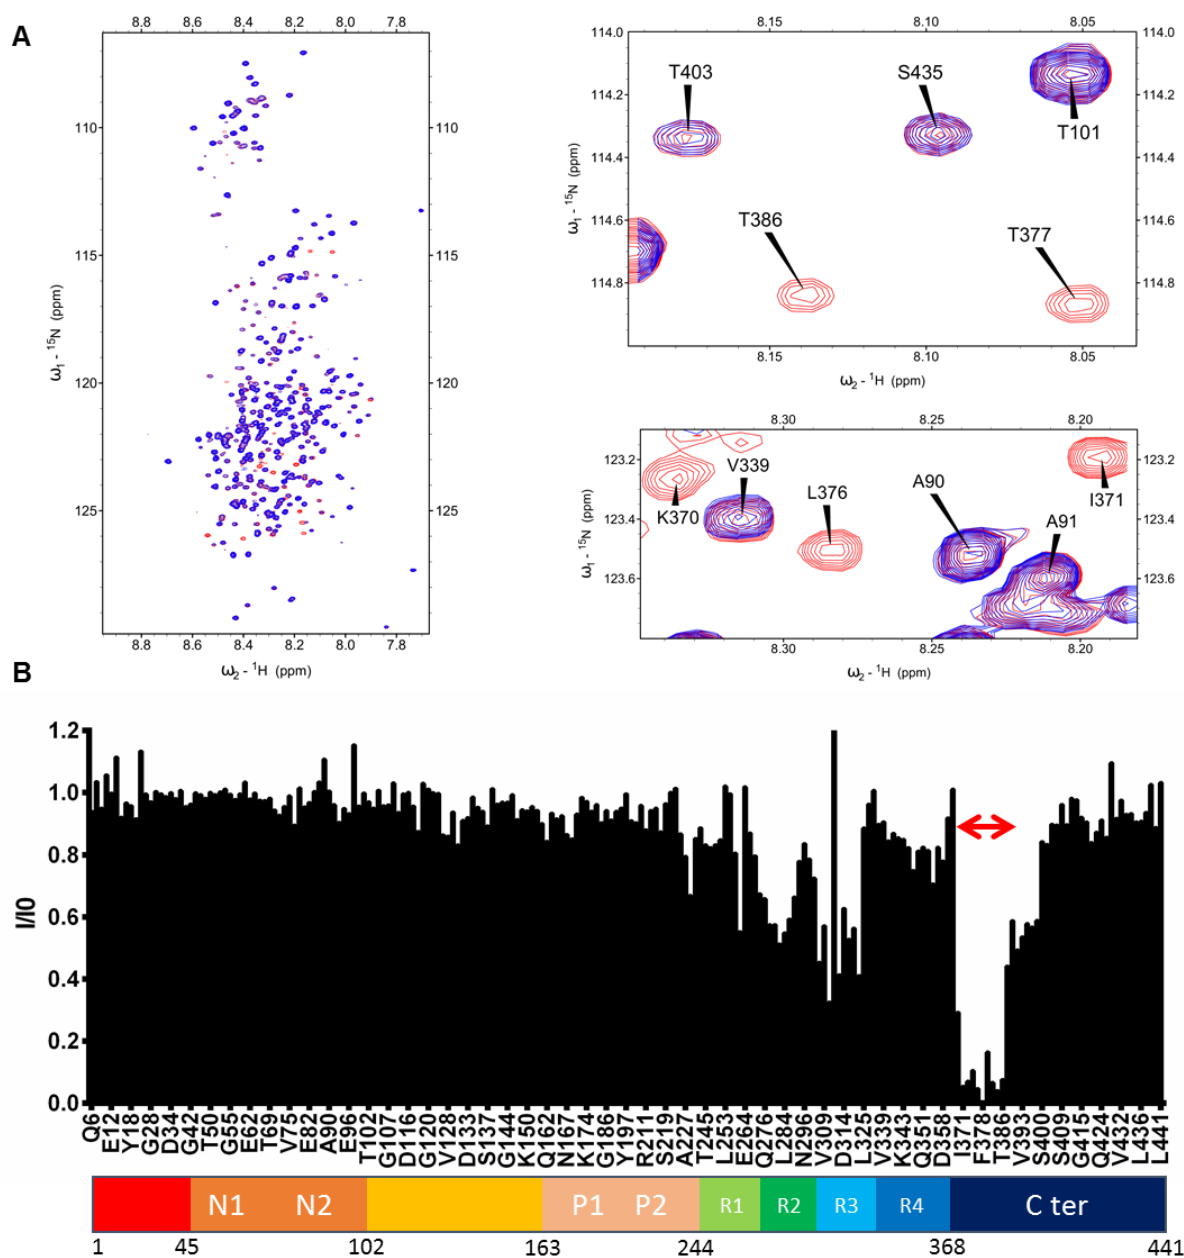 A
8.8 8.6 8.4 8.2 8.0 7.8
110 110
115 115
120 120
125 125
ω₁ - ¹⁵N (ppm)
8.8 8.6 8.4 8.2 8.0 7.8
ω₂ - ¹H (ppm)
8.15 8.10 8.05
114.0 114.0
114.2 114.2
114.4 114.4
114.6 114.6
114.8 114.8
ω₁ - ¹⁵N (ppm)
T403 S435
T101
T386
T377
8.15 8.10 8.05
ω₂ - ¹H (ppm)
8.30 8.25 8.20
123.2 123.2
123.4 123.4
123.6 123.6
ω₁ - ¹⁵N (ppm)
K370 V339 L376 A90 A91 I371
8.30 8.25 8.20
ω₂ - ¹H (ppm)
B
I/I0
1.2
1.0
0.8
0.6
0.4
0.2
0.0
Q6 E12 Y18 G28 D34 G42 T50 G55 E62 T69 V75 E82 A90 E96 T102 G107 D116 G120 V128 D133 S137 G144 K150 Q162 N167 K174 G186 Y197 R211 S219 A227 T245 L253 E264 Q276 L284 N296 V309 D314 L325 V339 K343 Q351 D358 I371 F378 T386 V393 S400 S409 G415 Q424 V432 L436 L441
N1 N2 P1 P2 R1 R2 R3 R4 C ter
1 45 102 163 244 368 441